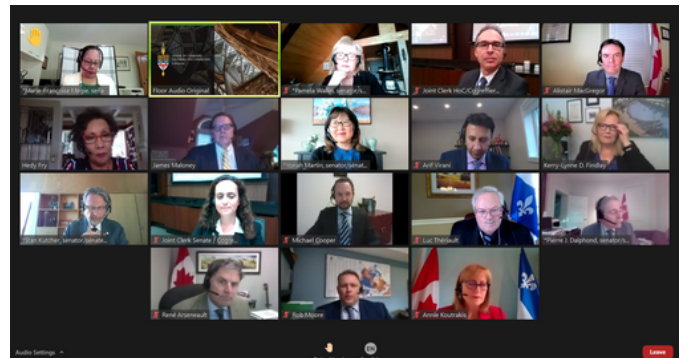 *Marie-Françoise Mégie, sena...
Floor Audio Original
*Pamela Wallin, senator/s...
Joint Clerk HoC/Cogreffier...
Alistair MacGregor
Hedy Fry
James Maloney
*Yonah Martin, senator/sénat...
Arif Virani
Kerry-Lynne D. Findlay
*Stan Kutcher, senator/sénate...
Joint Clerk Senate / Cogre...
Michael Cooper
Luc Thériault
*Pierre J. Dalphond, senator/s...
René Arseneault
Rob Moore
Annie Koutrakis
EN
Audio Settings
Leave